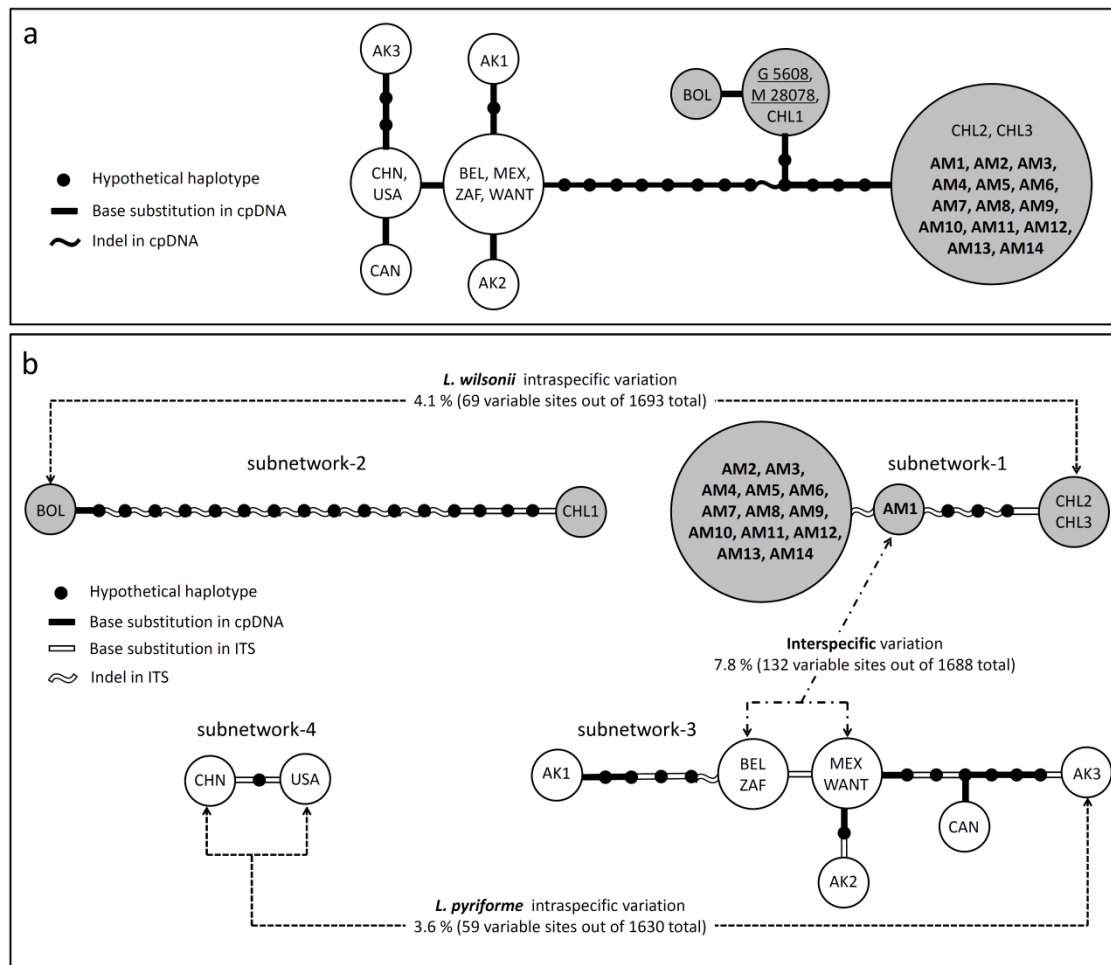 a
AK3
AK1
BOL
G 5608,
M 28078,
CHL1
CHL2, CHL3
AM1, AM2, AM3,
AM4, AM5, AM6,
AM7, AM8, AM9,
AM10, AM11, AM12,
AM13, AM14
CHN,
USA
BEL, MEX,
ZAF, WANT
CAN
AK2
Hypothetical haplotype
Base substitution in cpDNA
Indel in cpDNA
b
L. wilsonii intraspecific variation
4.1 % (69 variable sites out of 1693 total)
subnetwork-2
subnetwork-1
BOL
CHL1
AM2, AM3,
AM4, AM5, AM6,
AM7, AM8, AM9,
AM10, AM11, AM12,
AM13, AM14
AM1
CHL2
CHL3
Hypothetical haplotype
Base substitution in cpDNA
Base substitution in ITS
Indel in ITS
Interspecific variation
7.8 % (132 variable sites out of 1688 total)
subnetwork-4
subnetwork-3
CHN
USA
AK1
BEL
ZAF
MEX
WANT
AK3
CAN
AK2
L. pyriforme intraspecific variation
3.6 % (59 variable sites out of 1630 total)